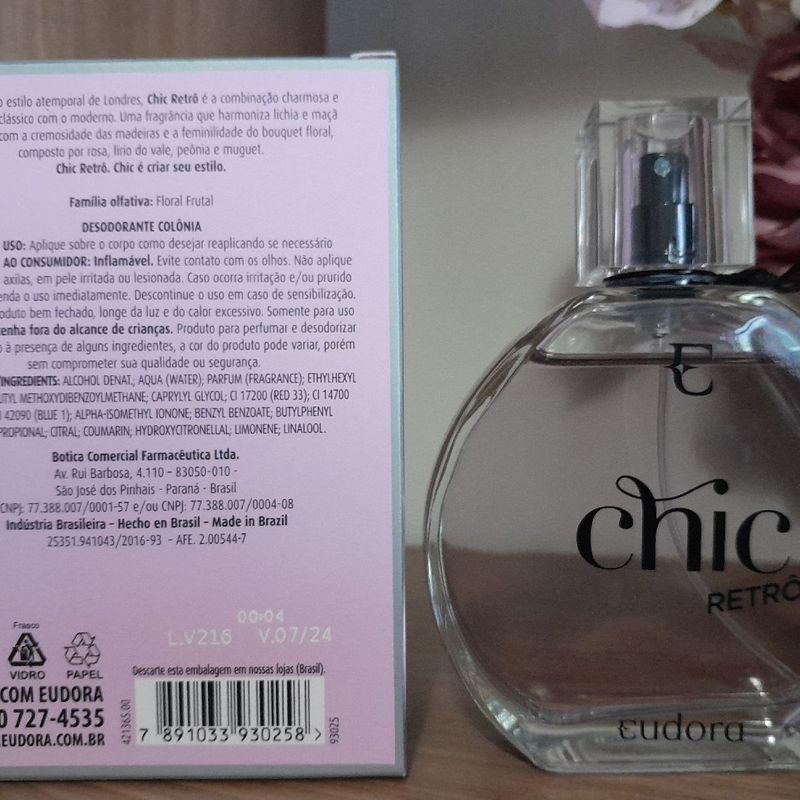 o estilo atemporal de Londres, Chic Retrô é a combinação charmosa e
clássico com o moderno. Uma fragrância que harmoniza lichia e maçã
com a cremosidade das madeiras e a feminilidade do bouquet floral,
composto por rosa, lírio do vale, peônia e muguet.
Chic Retrô. Chic é criar seu estilo.
Família olfativa: Floral Frutal
DESODORANTE COLÔNIA
USO: Aplique sobre o corpo como desejar reaplicando se necessário
AO CONSUMIDOR: Inflamável. Evite contato com os olhos. Não aplique
axilas, em pele irritada ou lesionada. Caso ocorra irritação e/ou prurido
enda o uso imediatamente. Descontinue o uso em caso de sensibilização.
oduto bem fechado, longe da luz e do calor excessivo. Somente para uso
enha fora do alcance de crianças. Produto para perfumar e desodorizar
o à presença de alguns ingredientes, a cor do produto pode variar, porém
sem comprometer sua qualidade ou segurança.
/INGREDIENTS: ALCOHOL DENAT.; AQUA (WATER); PARFUM (FRAGRANCE); ETHYLHEXYL
UTYL METHOXYDIBENZOYLMETHANE; CAPRYLYL GLYCOL; CI 17200 (RED 33); CI 14700
I 42090 (BLUE 1); ALPHA-ISOMETHYL IONONE; BENZYL BENZOATE; BUTYLPHENYL
PROPIONAL; CITRAL; COUMARIN; HYDROXYCITRONELLAL; LIMONENE; LINALOOL.
Botica Comercial Farmacêutica Ltda.
Av. Rui Barbosa, 4.110 – 83050-010 -
São José dos Pinhais - Paraná - Brasil
CNPJ: 77.388.007/0001-57 e/ou CNPJ: 77.388.007/0004-08
Indústria Brasileira – Hecho en Brasil – Made in Brazil
25351.941043/2016-93 – AFE. 2.00544-7
00:04
L.V216 V.07/24
Frasco
VIDRO PAPEL
Descarte esta embalagem em nossas lojas (Brasil).
COM EUDORA
0 727-4535
EUDORA.COM.BR
421365.00
7 891033 930258 >
93025
E
chic
RETRÔ
eudora